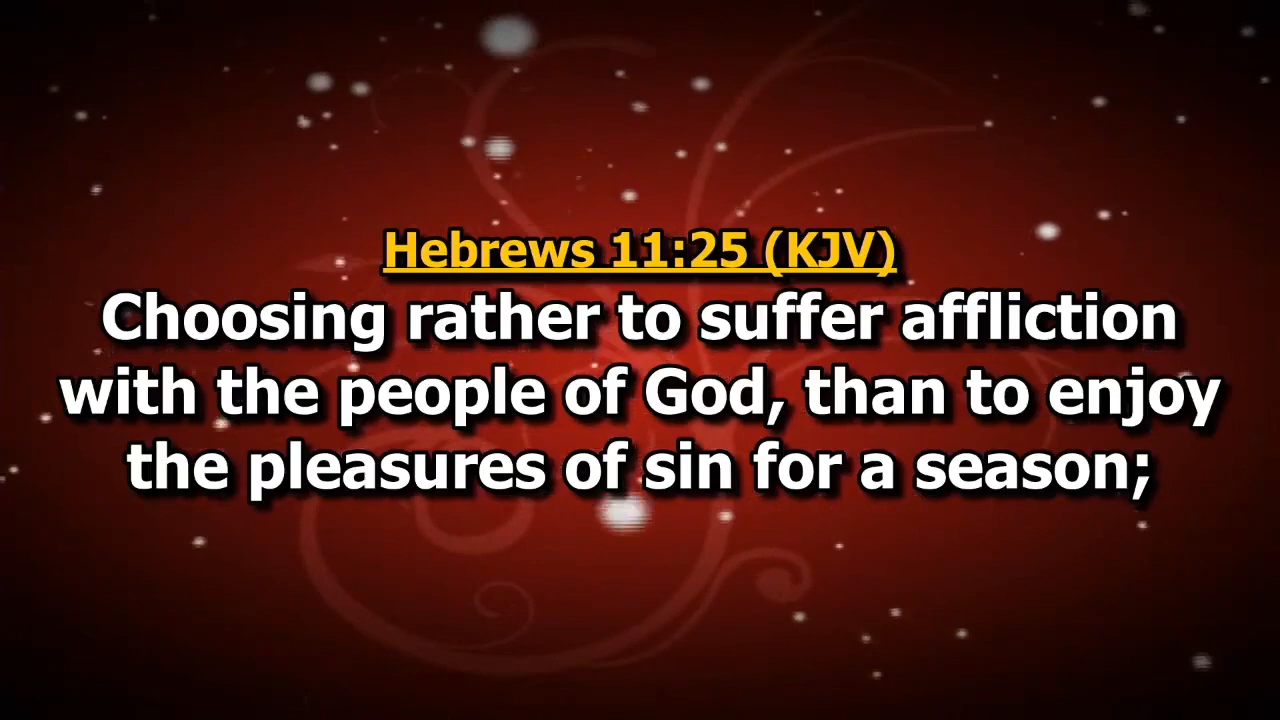 Hebrews 11:25 (KJV)
Choosing rather to suffer affliction
with the people of God, than to enjoy
the pleasures of sin for a season;